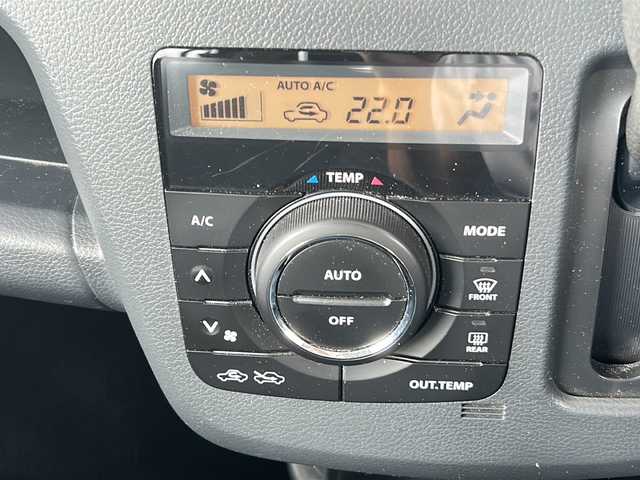 AUTO A/C
22.0
TEMP
A/C
MODE
AUTO
OFF
FRONT
REAR
OUT.TEMP